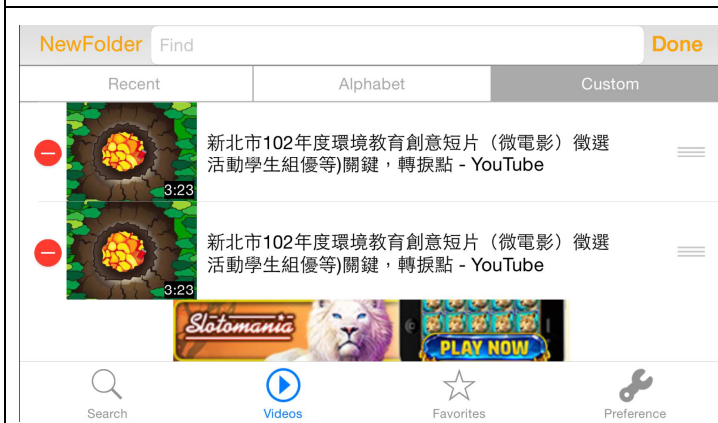 NewFolder Find Done
Recent Alphabet Custom
新北市102年度環境教育創意短片（微電影）徵選
活動學生組優等)關鍵，轉捩點 - YouTube
3:23
新北市102年度環境教育創意短片（微電影）徵選
活動學生組優等)關鍵，轉捩點 - YouTube
3:23
Slotomania
PLAY NOW
Search Videos Favorites Preference